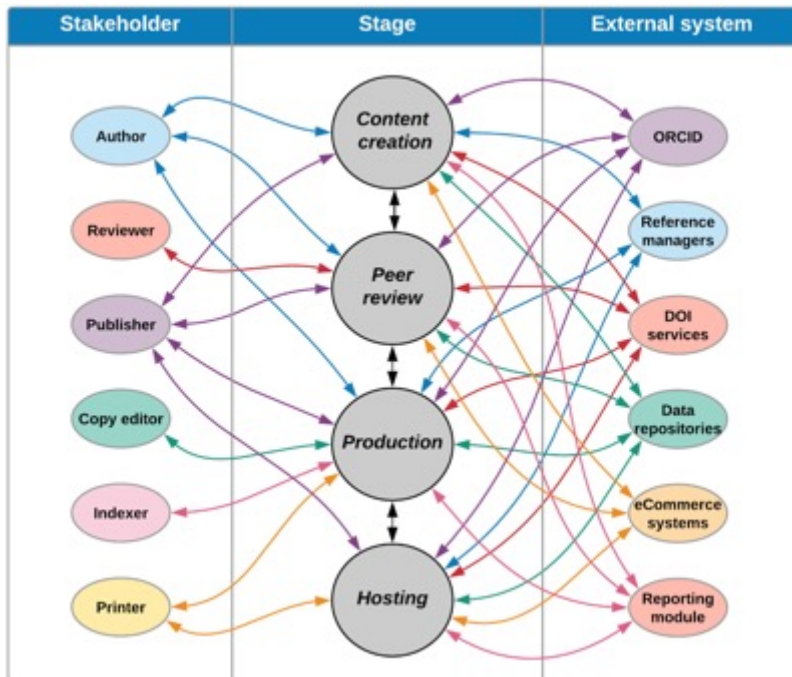 Stakeholder
Stage
External system
Content
creation
Author
ORCID
Reviewer
Reference
managers
Peer
review
Publisher
DOI
services
Copy editor
Production
Data
repositories
Indexer
eCommerce
systems
Printer
Hosting
Reporting
module